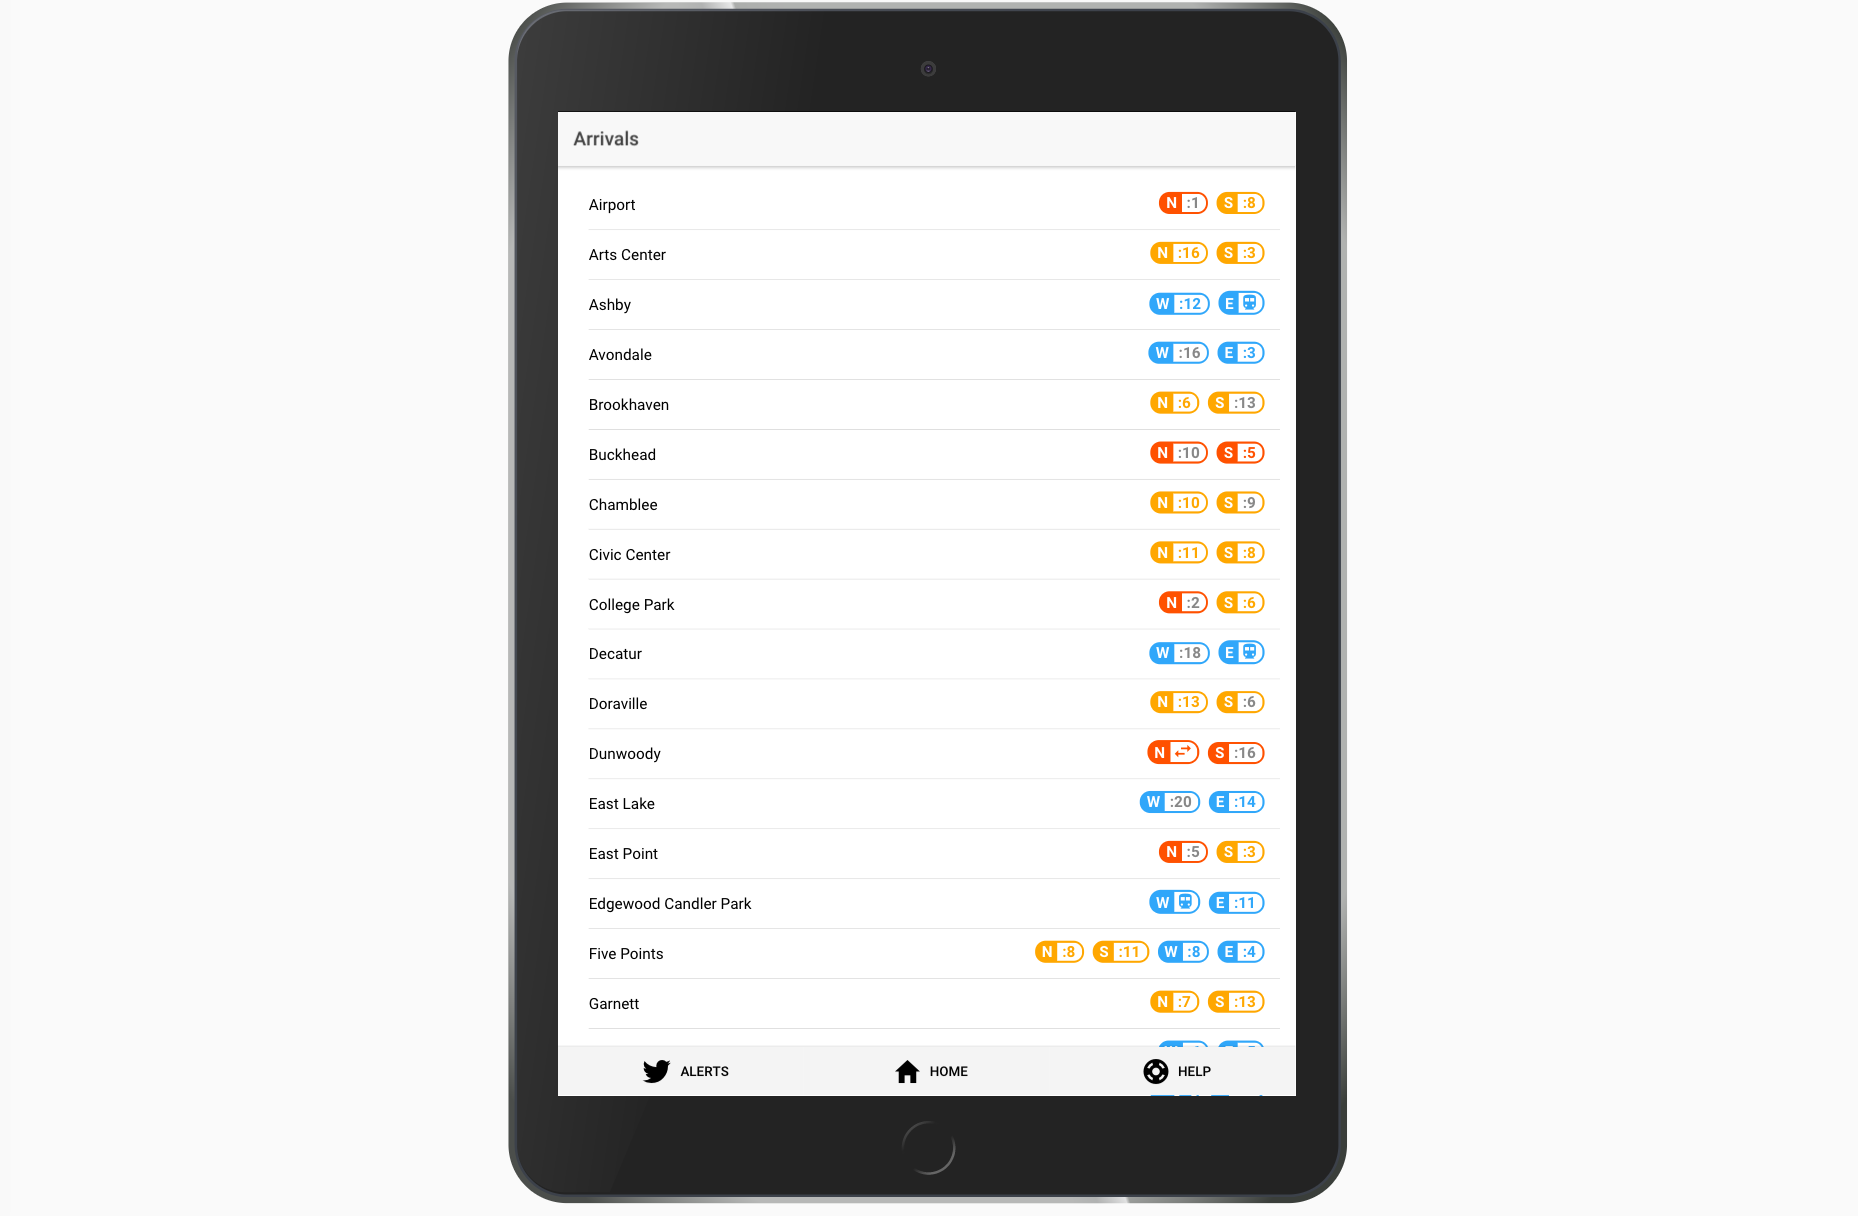 Arrivals
Airport N :1 S :8
Arts Center N :16 S :3
Ashby W :12 E
Avondale W :16 E :3
Brookhaven N :6 S :13
Buckhead N :10 S :5
Chamblee N :10 S :9
Civic Center N :11 S :8
College Park N :2 S :6
Decatur W :18 E
Doraville N :13 S :6
Dunwoody N S :16
East Lake W :20 E :14
East Point N :5 S :3
Edgewood Candler Park W E :11
Five Points N :8 S :11 W :8 E :4
Garnett N :7 S :13
ALERTS HOME HELP